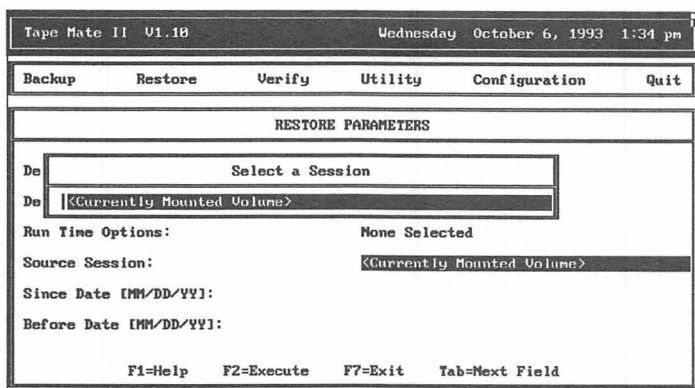 Tape Mate II V1.10 Wednesday October 6, 1993 1:34 pm
Backup Restore Verify Utility Configuration Quit
RESTORE PARAMETERS
De Select a Session
De <Currently Mounted Volume>
Run Time Options: None Selected
Source Session: <Currently Mounted Volume>
Since Date [MM/DD/YY]:
Before Date [MM/DD/YY]:
F1=Help F2=Execute F7=Exit Tab=Next Field